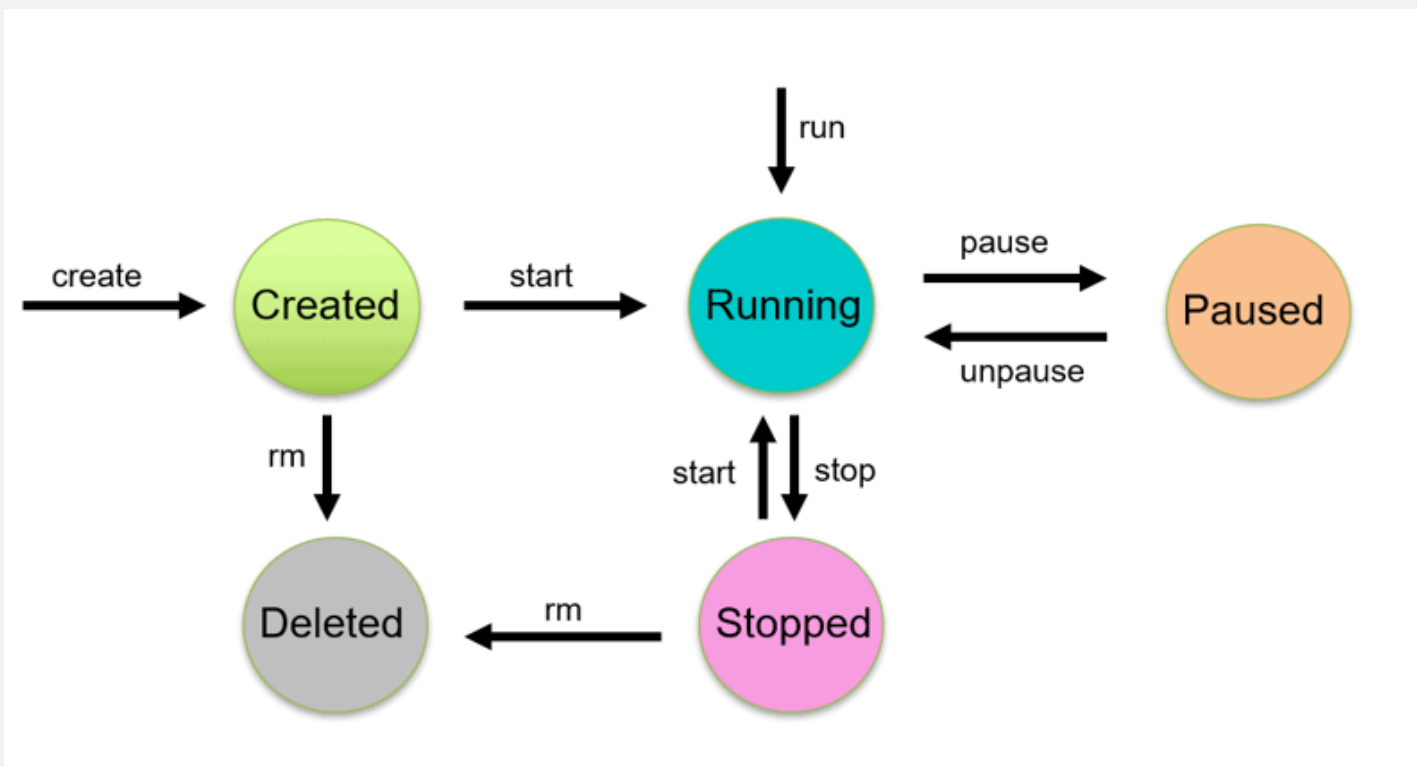 run
create
Created
start
Running
pause
unpause
Paused
rm
start
stop
Deleted
rm
Stopped